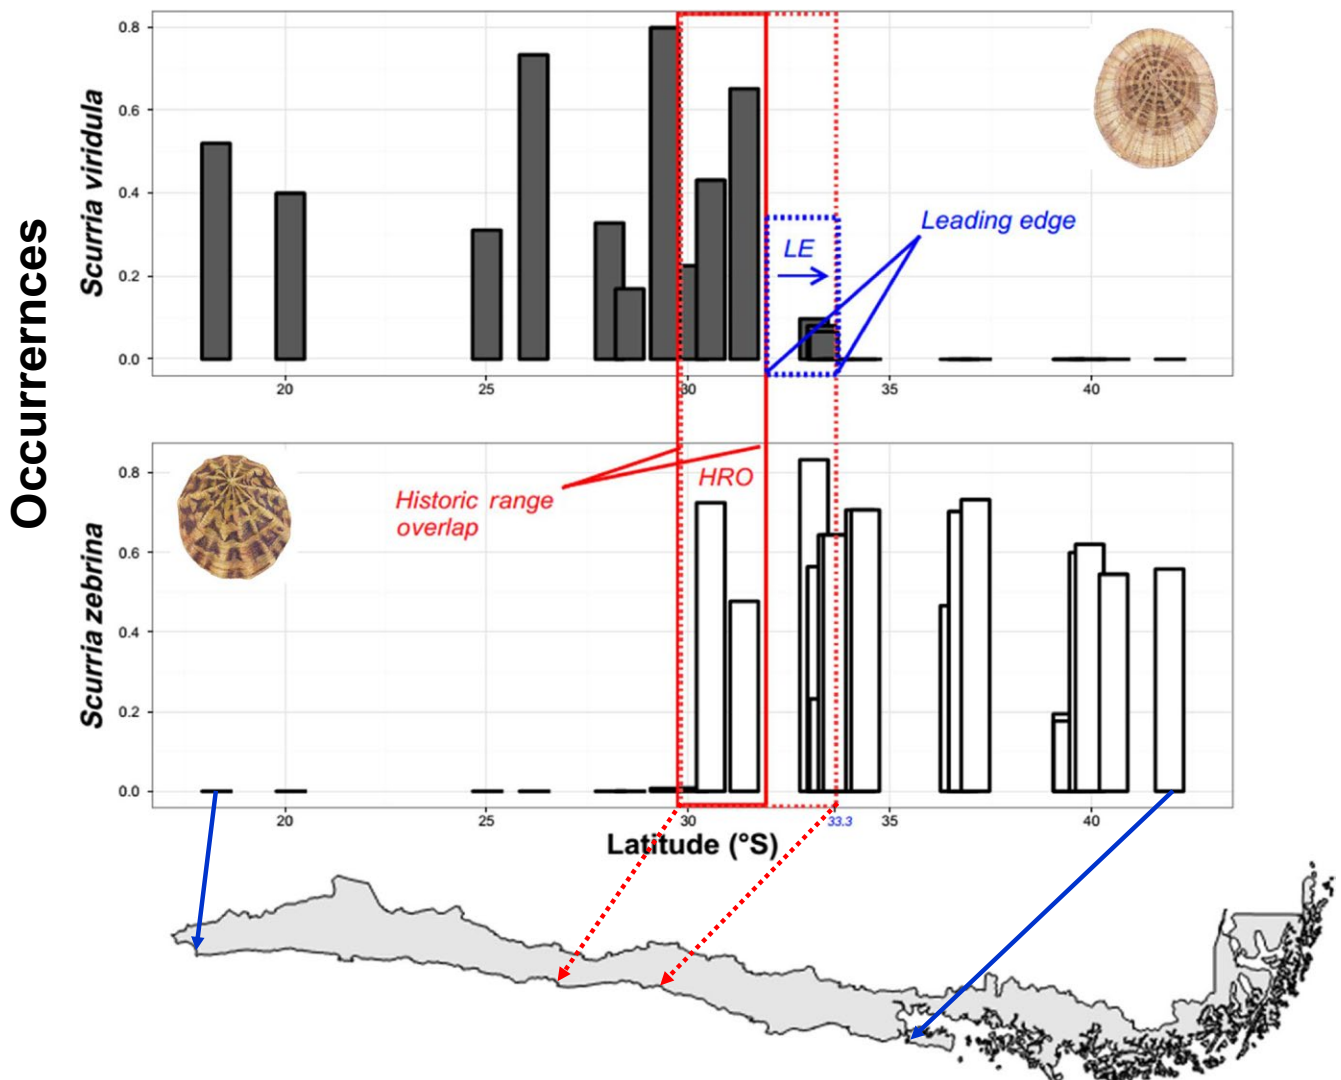 Occurrernces
Scurria viridula
0.8
0.6
0.4
0.2
0.0
LE
Leading edge
20
25
30
35
40
Scurria zebrina
0.8
0.6
0.4
0.2
0.0
Historic range
overlap
HRO
20
25
30
33.3
35
40
Latitude (°S)